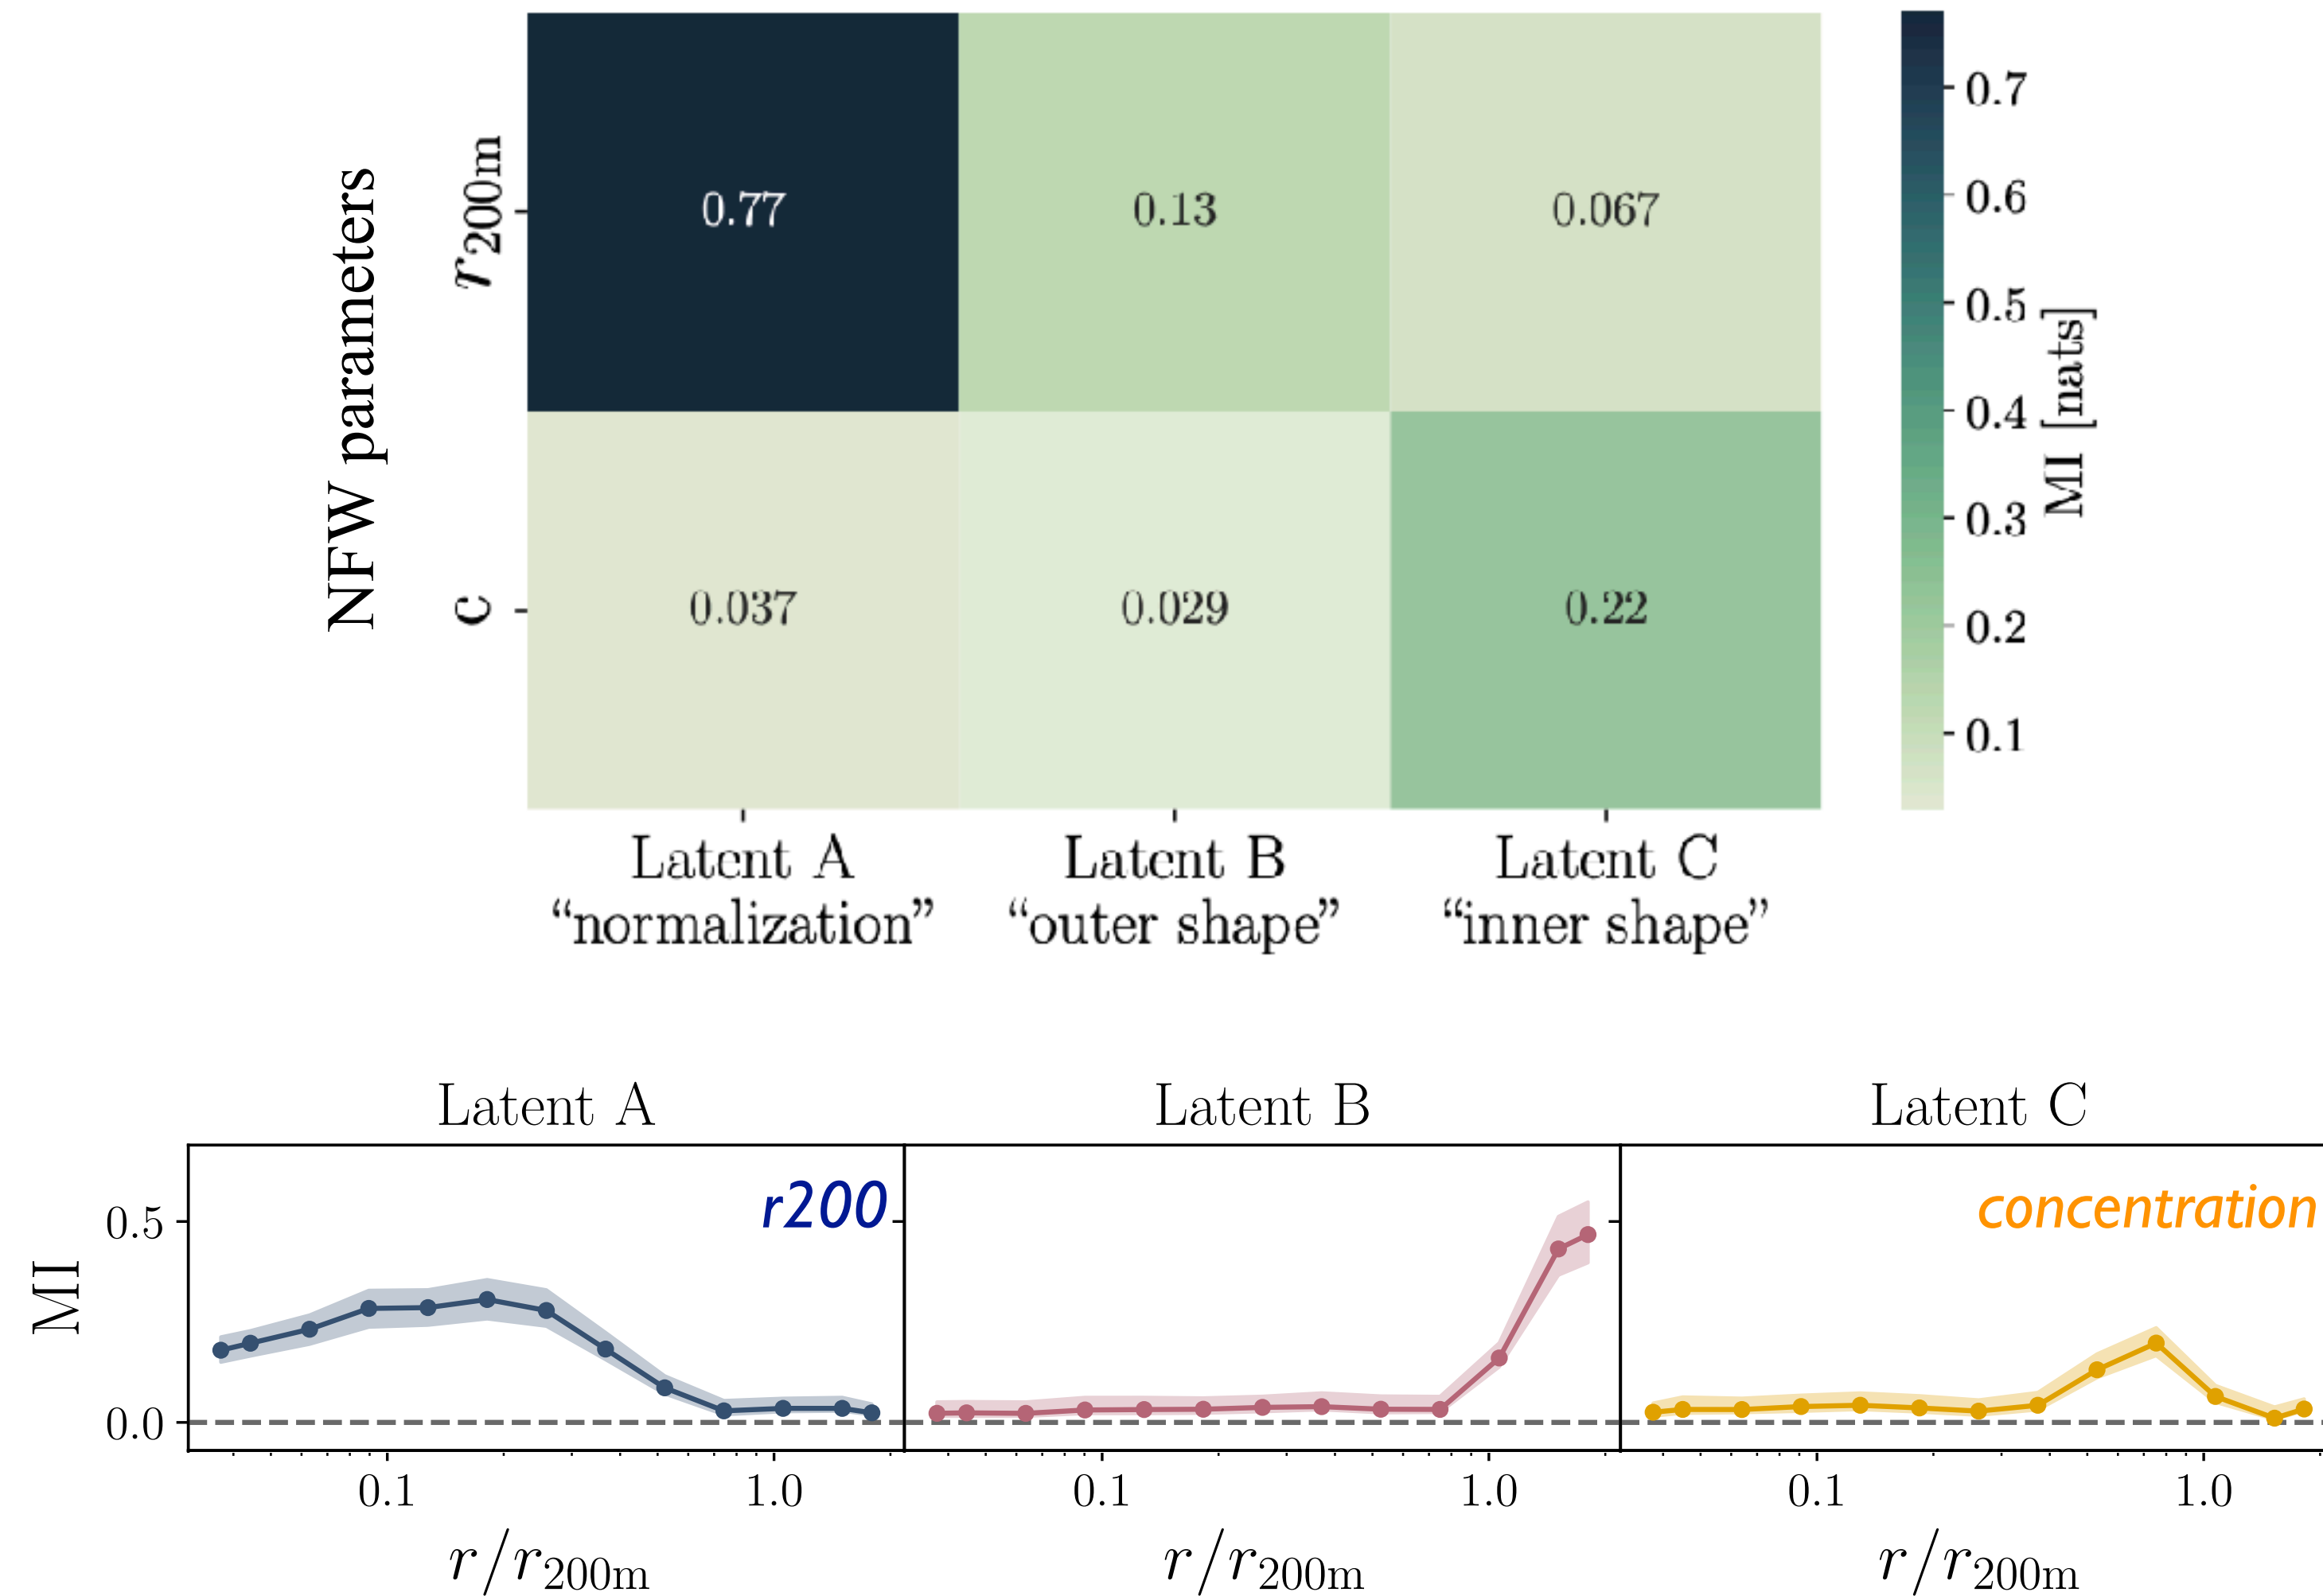 NFW parameters
r200m
0.77 0.13 0.067
c
0.037 0.029 0.22
Latent A Latent B Latent C
“normalization” “outer shape” “inner shape”
0.7
0.6
0.5
0.4
0.3
0.2
0.1
MI [nats]
Latent A Latent B Latent C
r200 concentration
MI
0.5
0.0
0.1 1.0 0.1 1.0 0.1 1.0
r/r200m r/r200m r/r200m